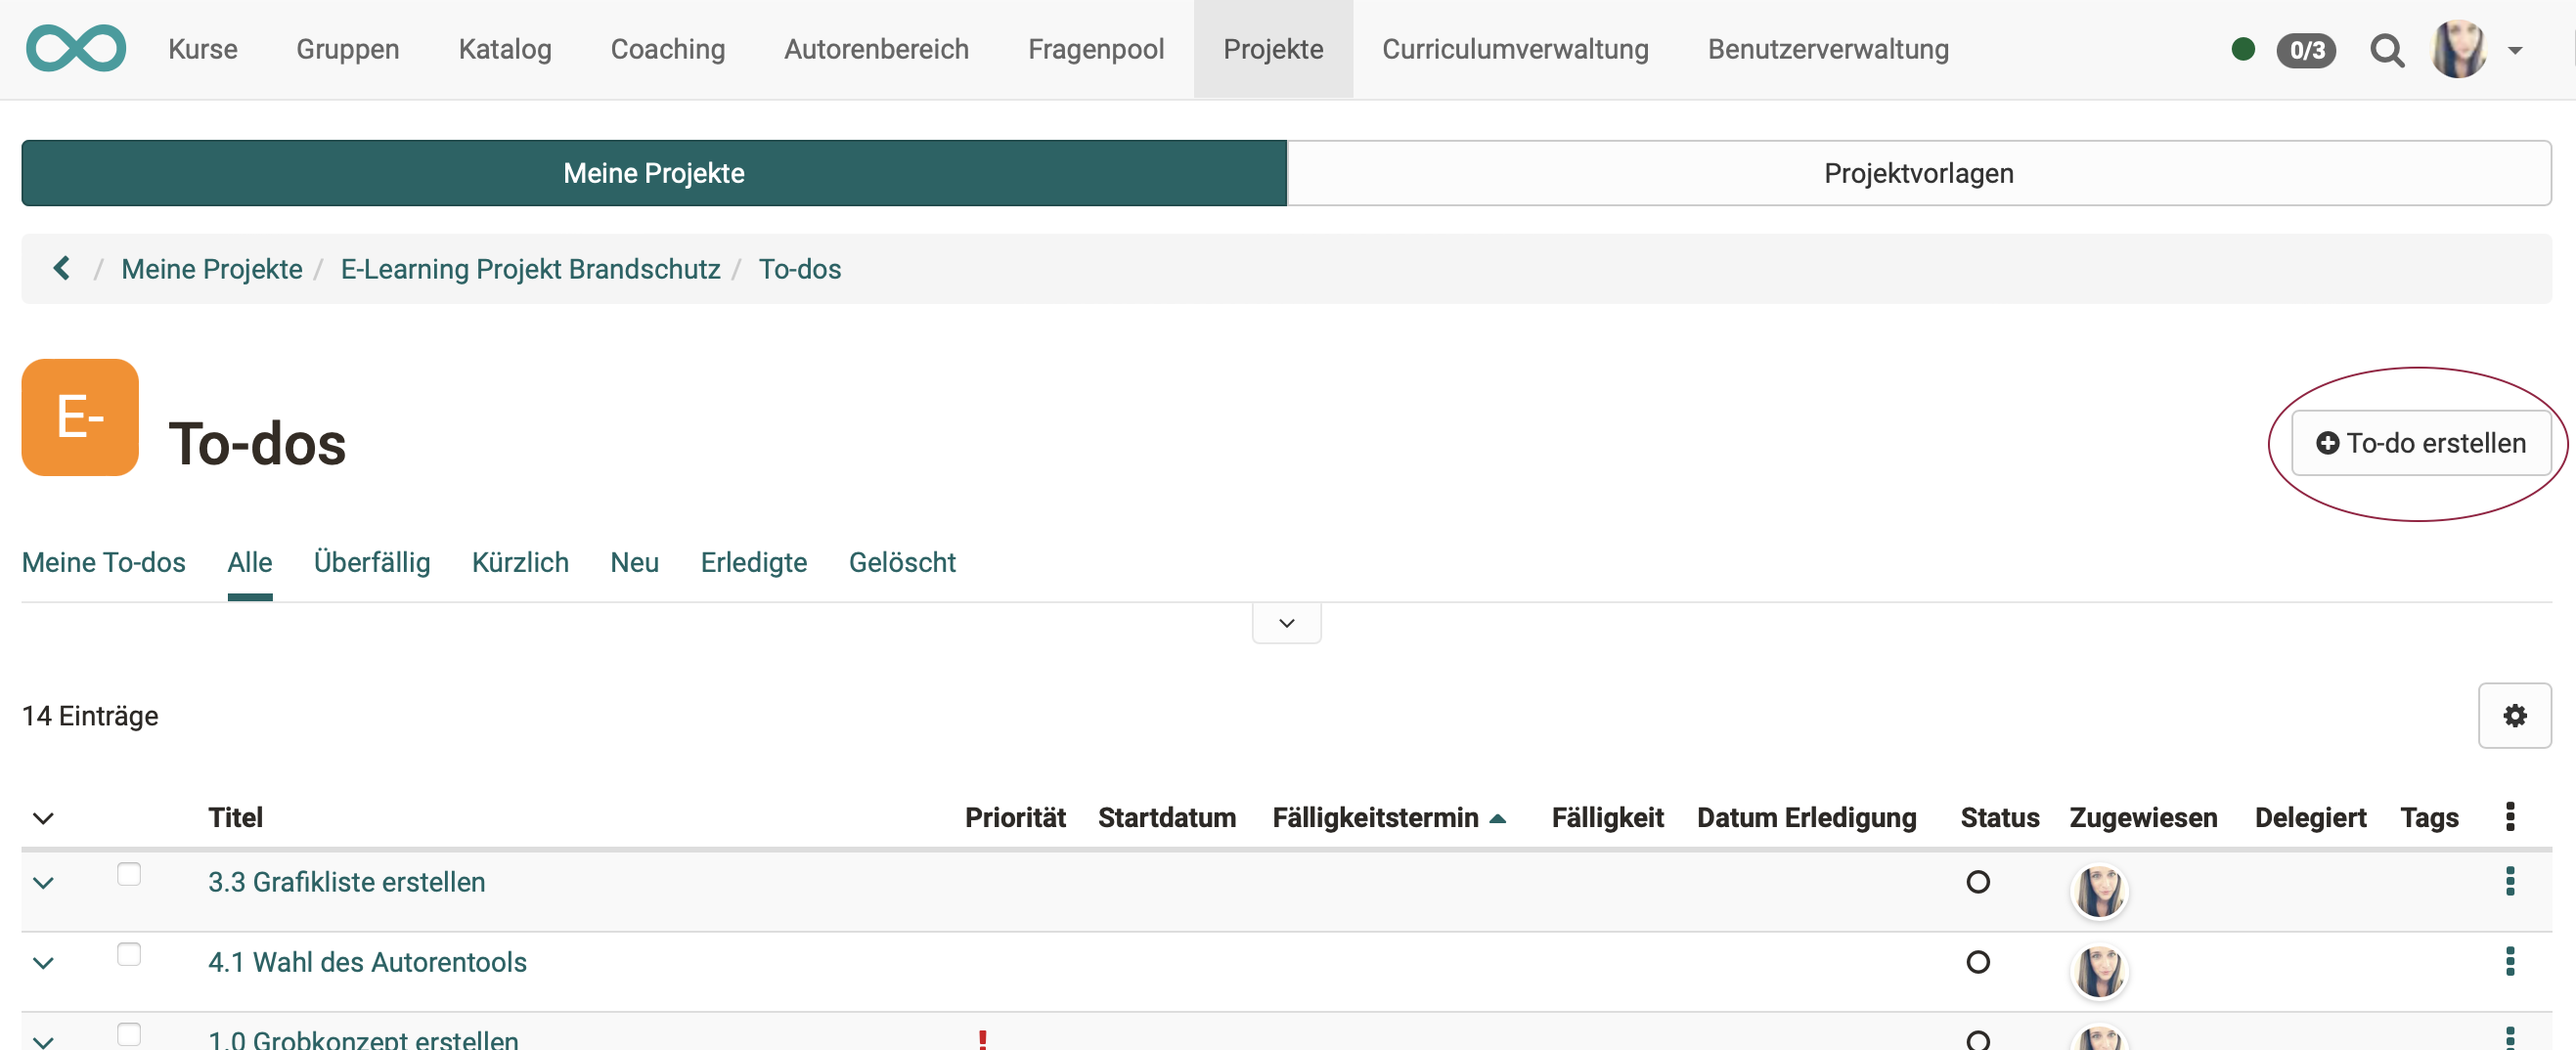 Kurse Gruppen Katalog Coaching Autorenbereich Fragenpool Projekte Curriculumverwaltung Benutzerverwaltung 0/3
Meine Projekte Projektvorlagen
/ Meine Projekte / E-Learning Projekt Brandschutz / To-dos
E- To-dos To-do erstellen
Meine To-dos Alle Überfällig Kürzlich Neu Erledigte Gelöscht
14 Einträge
Titel Priorität Startdatum Fälligkeitstermin Fälligkeit Datum Erledigung Status Zugewiesen Delegiert Tags
3.3 Grafikliste erstellen
4.1 Wahl des Autorentools
1.0 Grobkonzept erstellen !